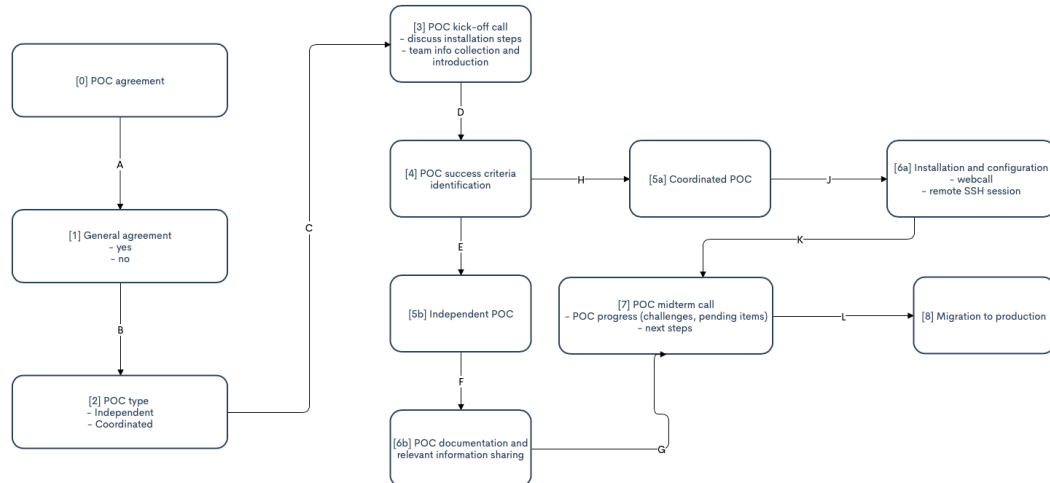 [0] POC agreement
A
[1] General agreement
- yes
- no
B
[2] POC type
- Independent
- Coordinated
C
[3] POC kick-off call
- discuss installation steps
- team info collection and
introduction
D
[4] POC success criteria
identification
H
[5a] Coordinated POC
J
[6a] Installation and configuration
- webcall
- remote SSH session
E
K
[5b] Independent POC
[7] POC midterm call
- POC progress (challenges, pending items)
- next steps
L
[8] Migration to production
F
[6b] POC documentation and
relevant information sharing
G